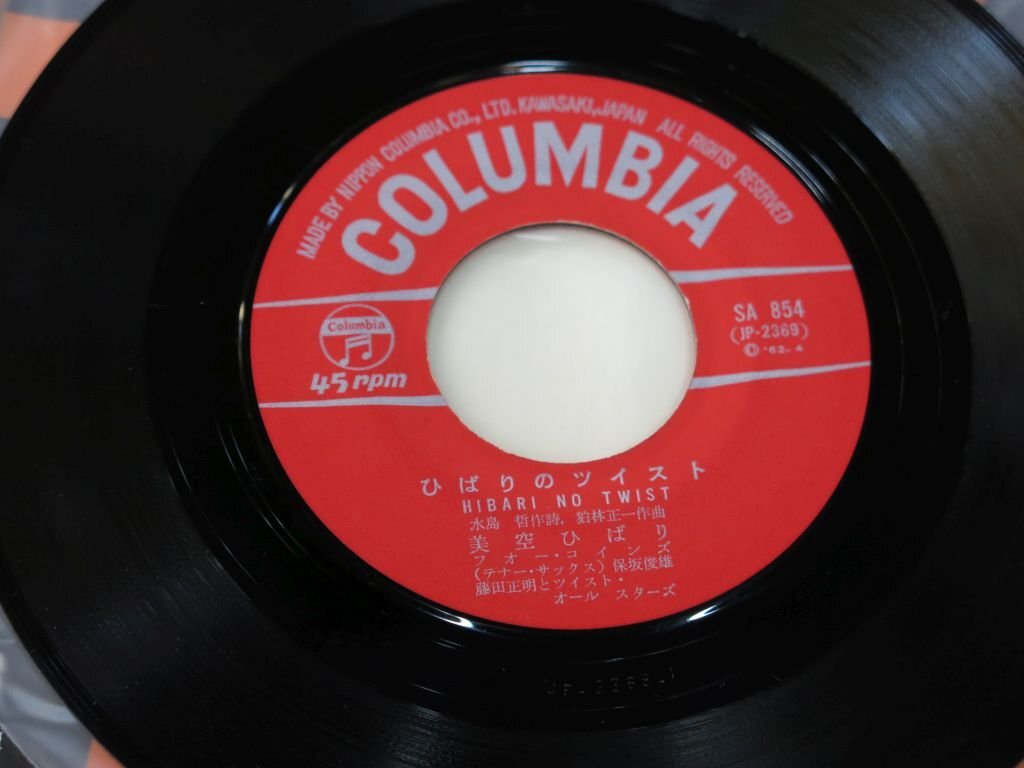 MADE BY NIPPON COLUMBIA CO., LTD. KAWASAKI, JAPAN ALL RIGHTS RESERVED
COLUMBIA
Columbia
45 rpm
SA 854
(JP-2369)
© '62. 4
ひばりのツイスト
HIBARI NO TWIST
水島 哲作詩, 狛林正一作曲
美空ひばり
フォー・コインズ
(テナー・サックス) 保坂俊雄
藤田正明とツイスト・
オール スターズ
JP-2369-1